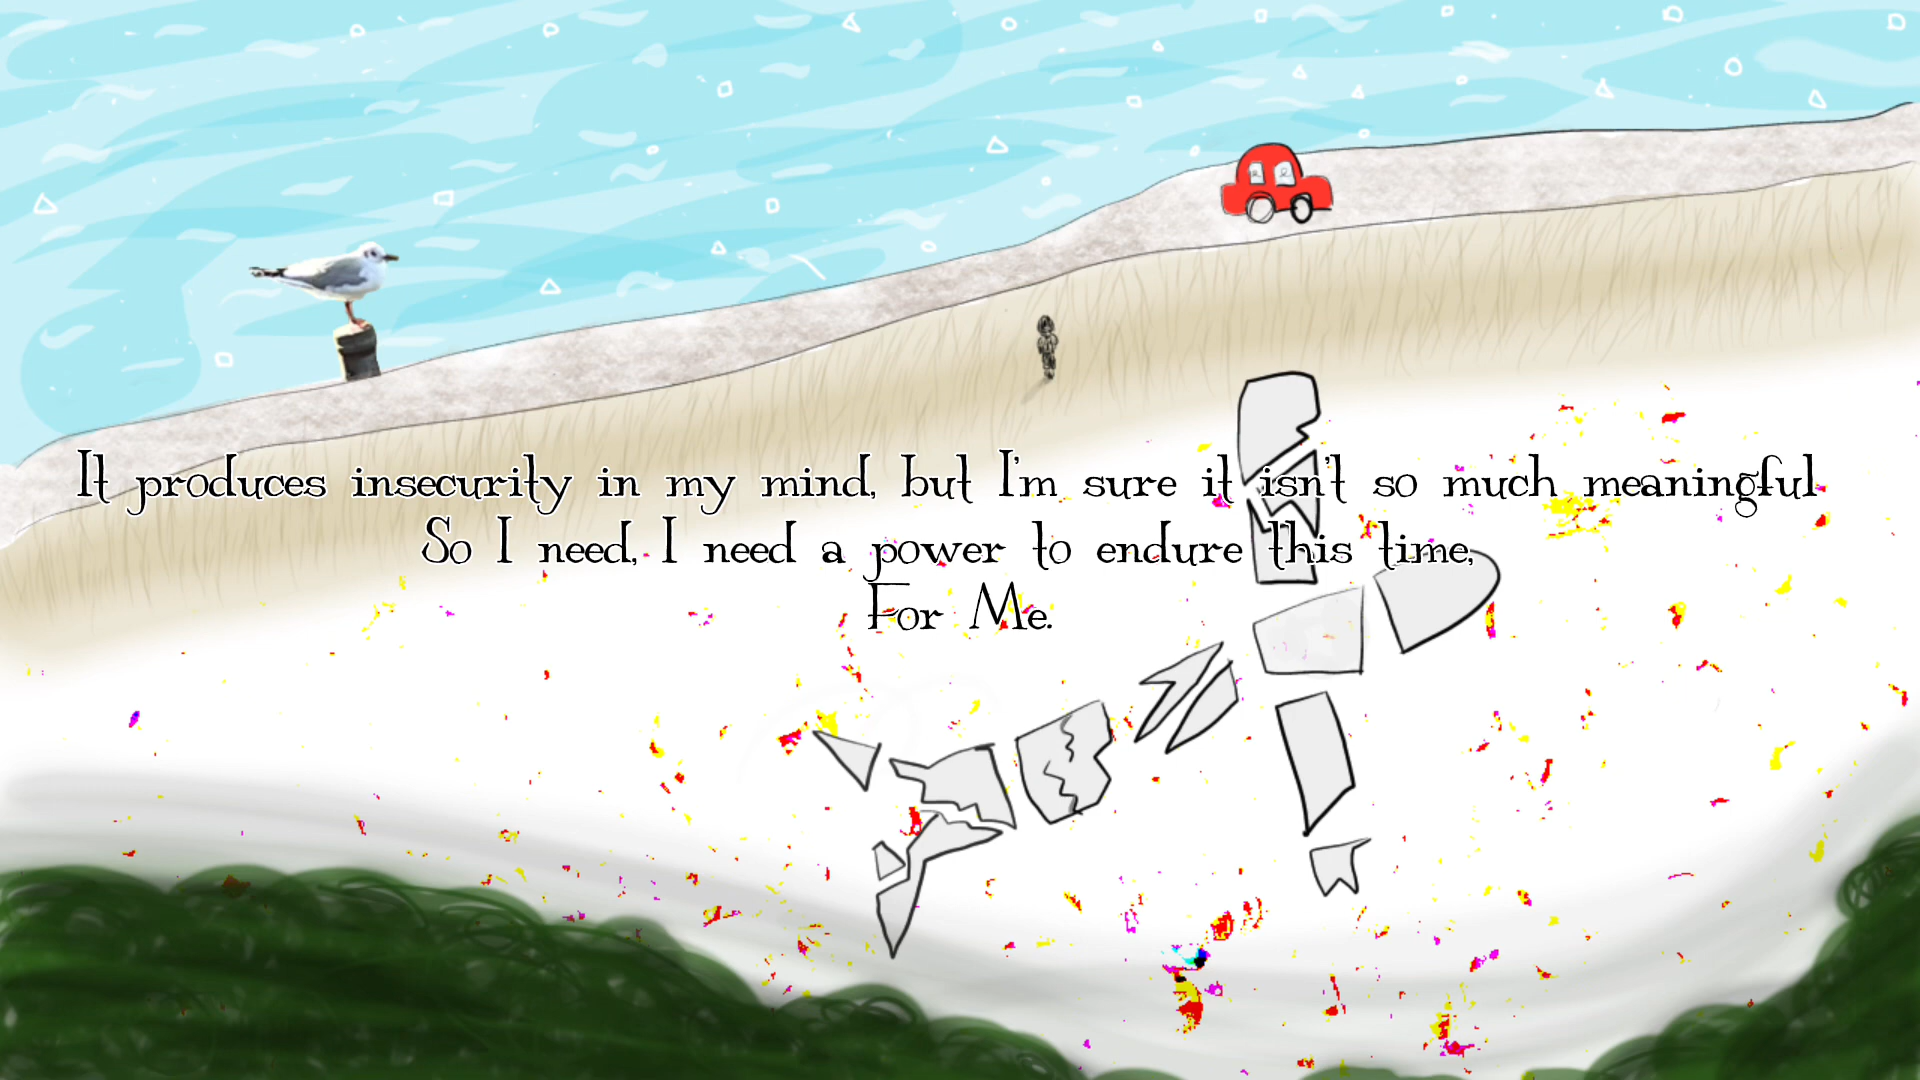 It produces insecurity in my mind, but I'm sure it isn't so much meaningful
So I need, I need a power to endure this time,
For Me.